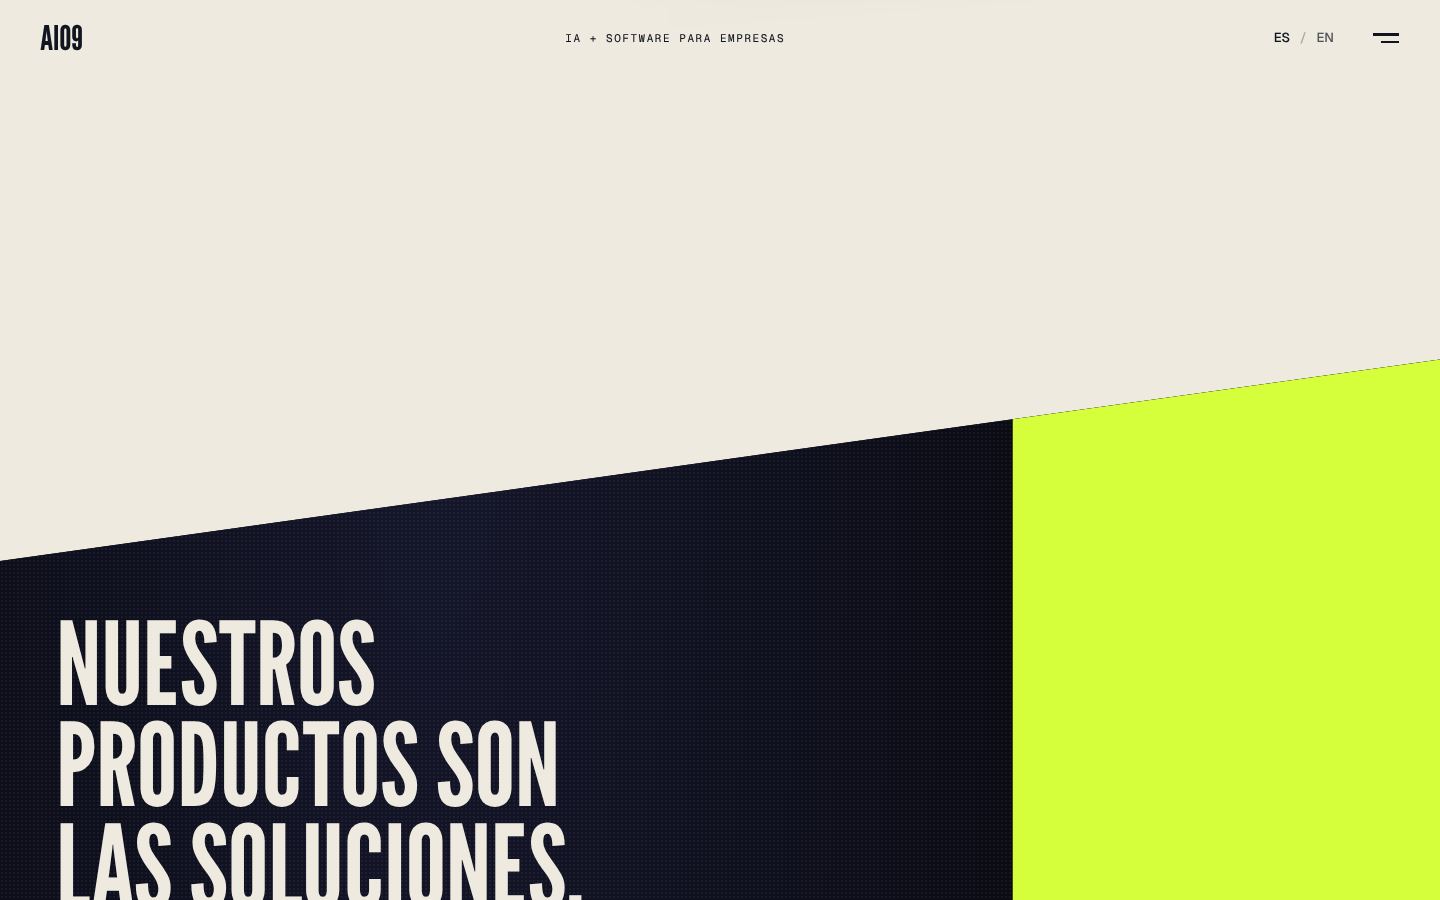 AI09
IA + SOFTWARE PARA EMPRESAS
ES / EN
NUESTROS
PRODUCTOS SON
LAS SOLUCIONES.